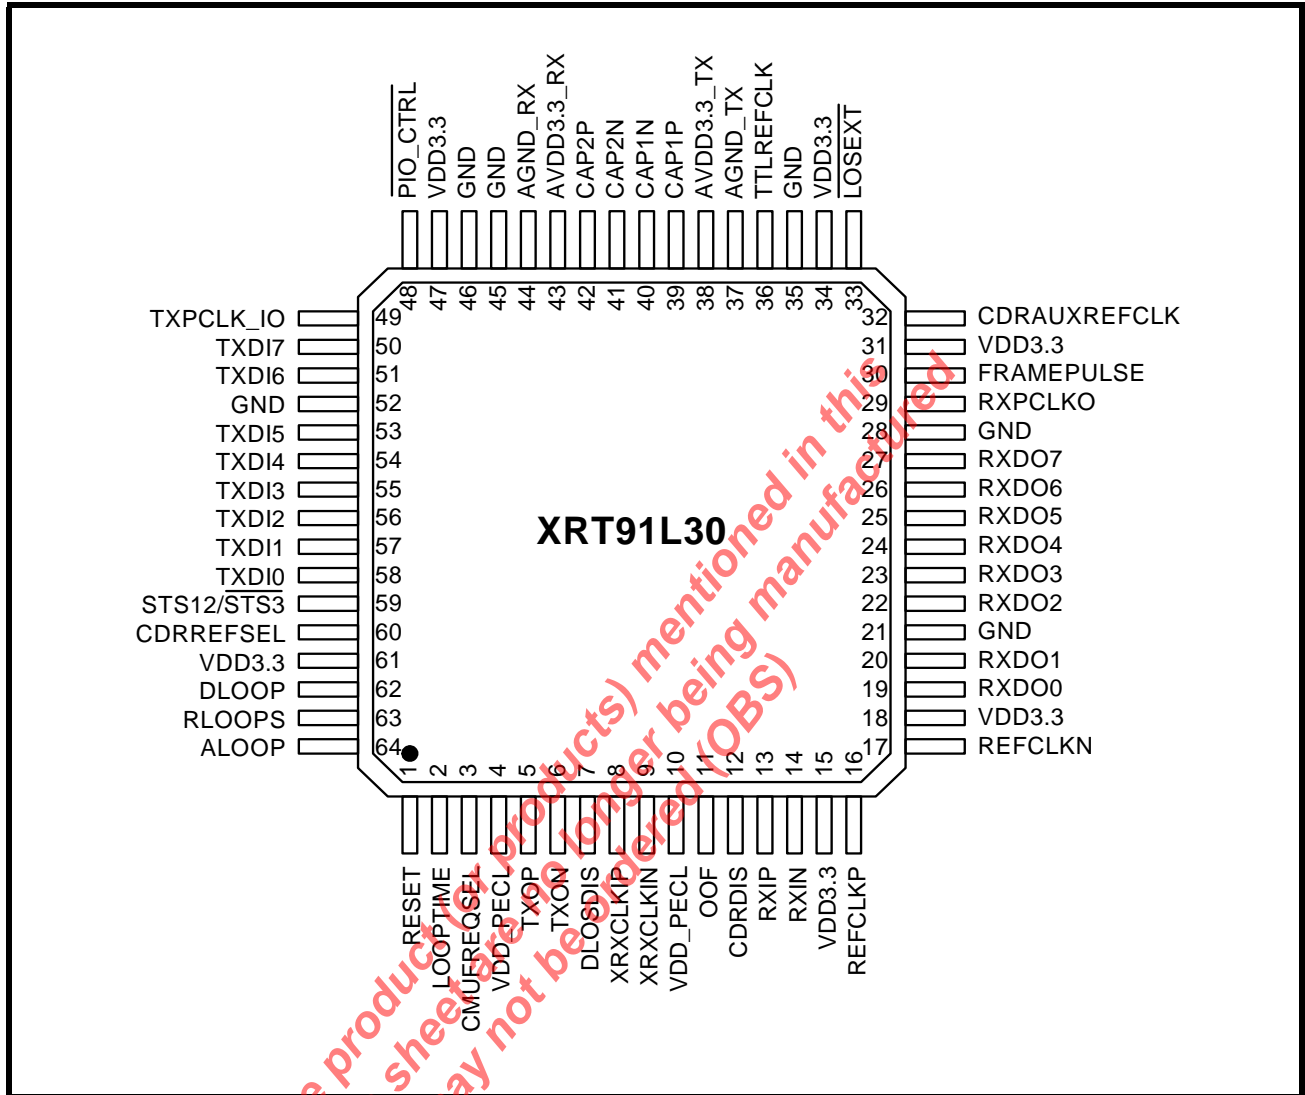 PIO_CTRL
VDD3.3
GND
GND
AGND_RX
AVDD3.3_RX
CAP2P
CAP2N
CAP1N
CAP1P
AVDD3.3_TX
AGND_TX
TTLREFCLK
GND
VDD3.3
LOSEXT
48
47
46
45
44
43
42
41
40
39
38
37
36
35
34
33
TXPCLK_IO 49
TXDI7 50
TXDI6 51
GND 52
TXDI5 53
TXDI4 54
TXDI3 55
TXDI2 56
TXDI1 57
TXDI0 58
STS12/STS3 59
CDRREFSEL 60
VDD3.3 61
DLOOP 62
RLOOPS 63
ALOOP 64
XRT91L30
32 CDRAUXREFCLK
31 VDD3.3
30 FRAMEPULSE
29 RXPCLKO
28 GND
27 RXDO7
26 RXDO6
25 RXDO5
24 RXDO4
23 RXDO3
22 RXDO2
21 GND
20 RXDO1
19 RXDO0
18 VDD3.3
17 REFCLKN
1
2
3
4
5
6
7
8
9
10
11
12
13
14
15
16
RESET
LOOPTIME
CMUFREQSEL
VDD_PECL
TXOP
TXON
DLOSDIS
XRXCLKIP
XRXCLKIN
VDD_PECL
OOF
CDRDIS
RXIP
RXIN
VDD3.3
REFCLKP
product (or products) mentioned in this
sheet are no longer being manufactured
not be ordered (OBS)